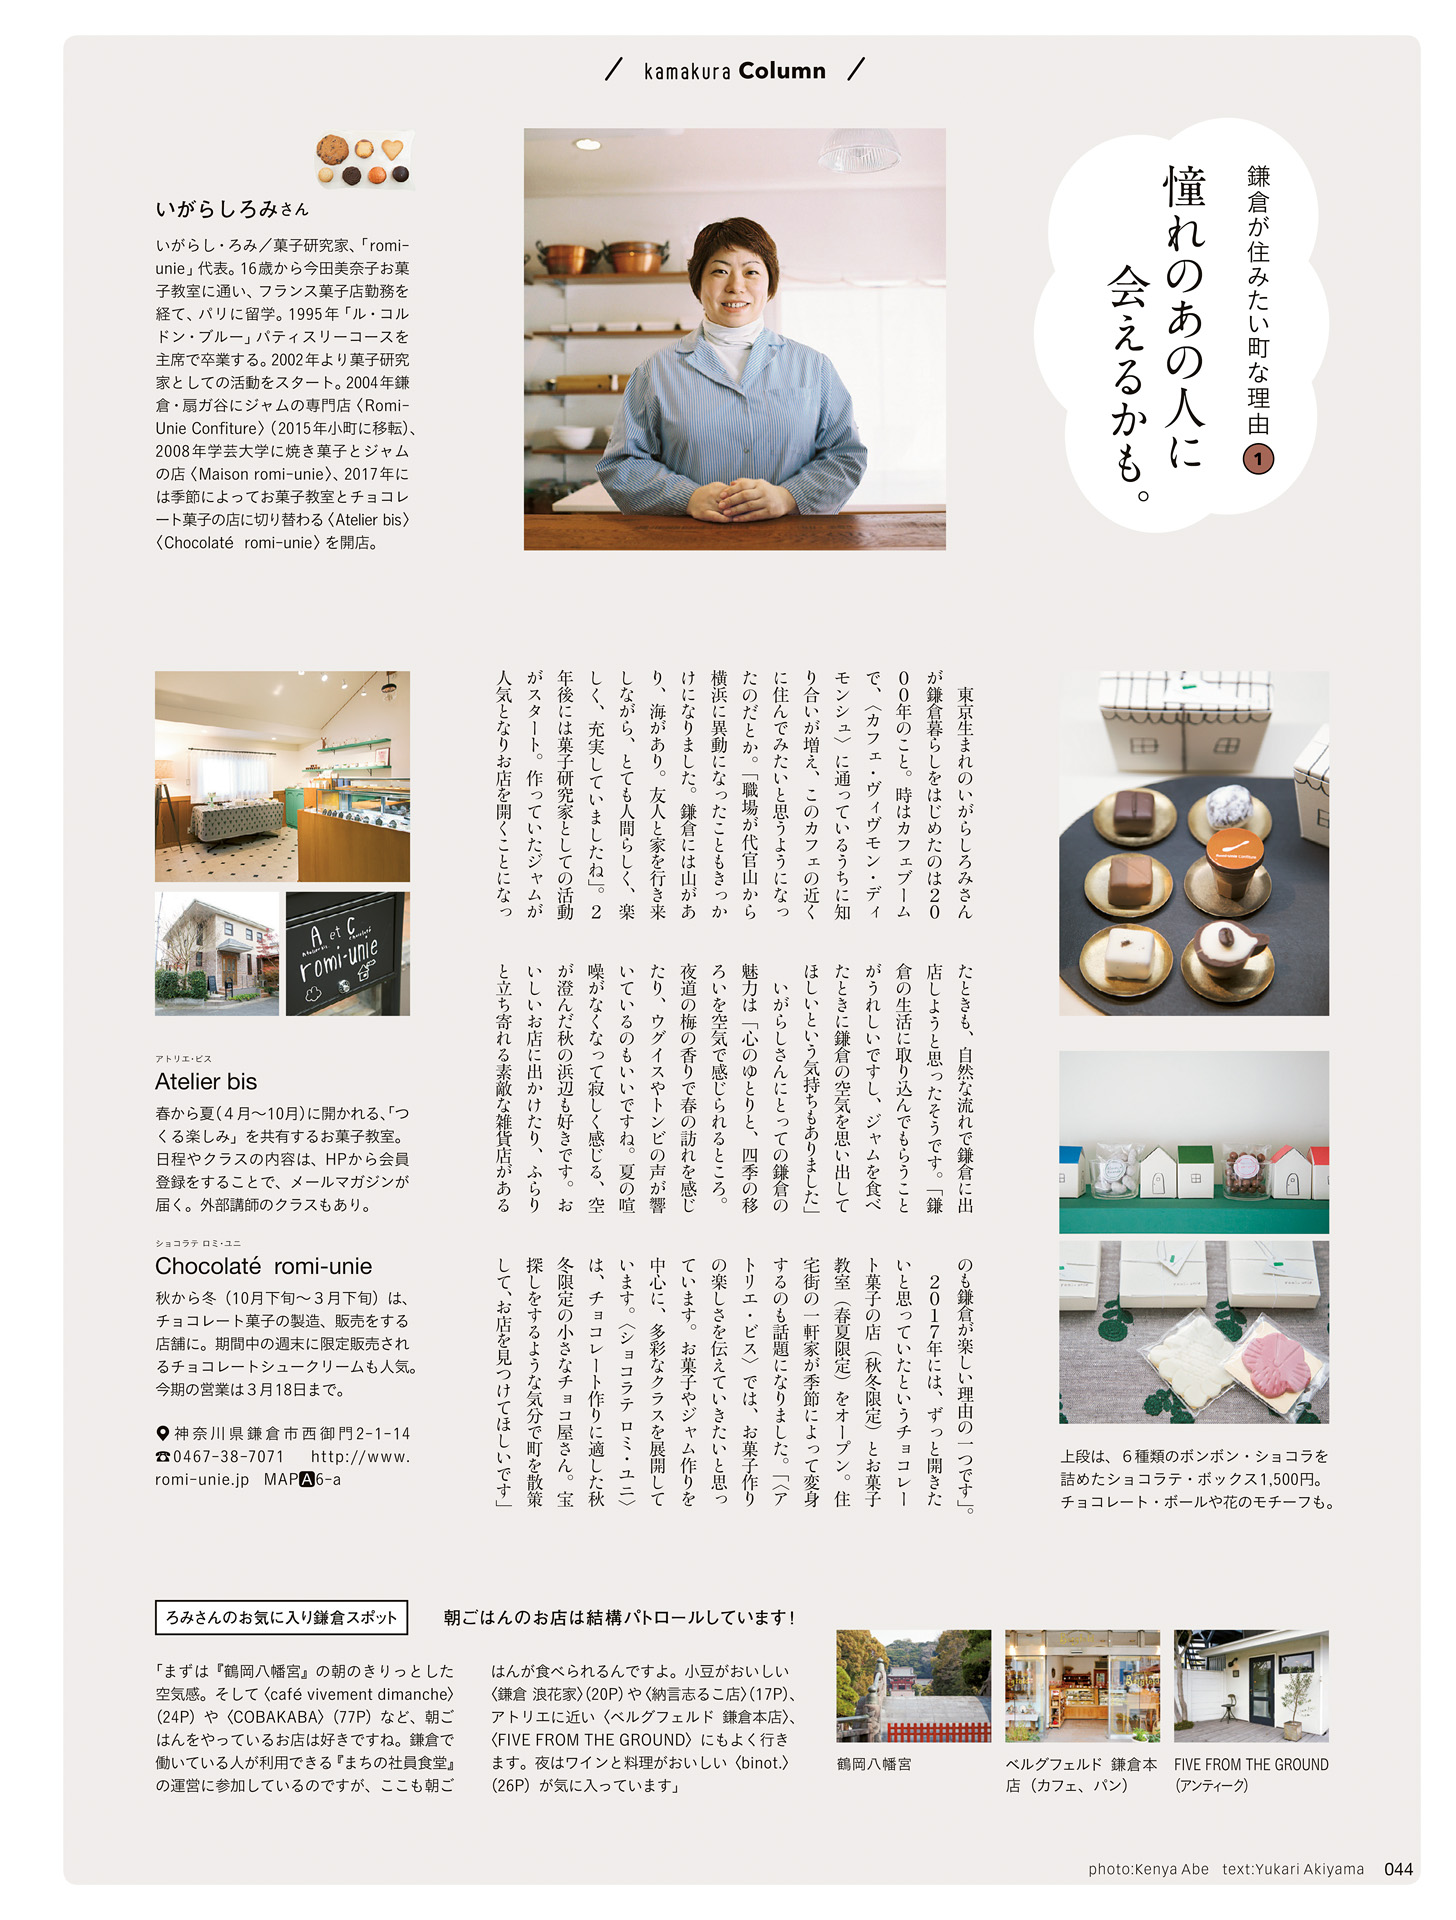 kamakura Column
鎌倉が住みたい町な理由 1
憧れのあの人に
会えるかも。
いがらしろみさん
いがらし・ろみ／菓子研究家、「romi-
unie」代表。16歳から今田美奈子お菓
子教室に通い、フランス菓子店勤務を
経て、パリに留学。1995年「ル・コル
ドン・ブルー」パティスリーコースを
主席で卒業する。2002年より菓子研究
家としての活動をスタート。2004年鎌
倉・扇ガ谷にジャムの専門店〈Romi-
Unie Confiture〉（2015年小町に移転）、
2008年学芸大学に焼き菓子とジャム
の店〈Maison romi-unie〉、2017年に
は季節によってお菓子教室とチョコレ
ート菓子の店に切り替わる〈Atelier bis〉
〈Chocolaté romi-unie〉を開店。
東京生まれのいがらしろみさん
が鎌倉暮らしをはじめたのは20
00年のこと。時はカフェブーム
で、〈カフェ・ヴィヴモン・ディ
モンシュ〉に通っているうちに知
り合いが増え、このカフェの近く
に住んでみたいと思うようになっ
たのだとか。「職場が代官山から
横浜に異動になったこともきっか
けになりました。鎌倉には山があ
り、海があり。友人と家を行き来
しながら、とても人間らしく、楽
しく、充実していましたね」。2
年後には菓子研究家としての活動
がスタート。作っていたジャムが
人気となりお店を開くことになっ
たときも、自然な流れで鎌倉に出
店しようと思ったそうです。「鎌
倉の生活に取り込んでもらうこと
がうれしいですし、ジャムを食べ
たときに鎌倉の空気を思い出して
ほしいという気持ちもありました」
いがらしさんにとっての鎌倉の
魅力は「心のゆとりと、四季の移
ろいを空気で感じられるところ。
夜道の梅の香りで春の訪れを感じ
たり、ウグイスやトンビの声が響
いているのもいいですね。夏の喧
噪がなくなって寂しく感じる、空
が澄んだ秋の浜辺も好きです。お
いしいお店に出かけたり、ふらり
と立ち寄れる素敵な雑貨店がある
のも鎌倉が楽しい理由の一つです」。
2017年には、ずっと開きた
いと思っていたというチョコレー
ト菓子の店（秋冬限定）とお菓子
教室（春夏限定）をオープン。住
宅街の一軒家が季節によって変身
するのも話題になりました。「〈ア
トリエ・ビス〉では、お菓子作り
の楽しさを伝えていきたいと思っ
ています。お菓子やジャム作りを
中心に、多彩なクラスを展開して
います。〈ショコラテ ロミ・ユニ〉
は、チョコレート作りに適した秋
冬限定の小さなチョコ屋さん。宝
探しをするような気分で町を散策
して、お店を見つけてほしいです」
A et C
romi-unie
アトリエ・ビス
Atelier bis
春から夏（4月〜10月）に開かれる、「つ
くる楽しみ」を共有するお菓子教室。
日程やクラスの内容は、HPから会員
登録をすることで、メールマガジンが
届く。外部講師のクラスもあり。
ショコラテ ロミ・ユニ
Chocolaté romi-unie
秋から冬（10月下旬〜3月下旬）は、
チョコレート菓子の製造、販売をする
店舗に。期間中の週末に限定販売され
るチョコレートシュークリームも人気。
今期の営業は3月18日まで。
神奈川県鎌倉市西御門2-1-14
☎0467-38-7071 http://www.
romi-unie.jp MAP A 6-a
上段は、6種類のボンボン・ショコラを
詰めたショコラテ・ボックス1,500円。
チョコレート・ボールや花のモチーフも。
ろみさんのお気に入り鎌倉スポット
朝ごはんのお店は結構パトロールしています！
「まずは『鶴岡八幡宮』の朝のきりっとした
空気感。そして〈café vivement dimanche〉
（24P）や〈COBAKABA〉（77P）など、朝ご
はんをやっているお店は好きですね。鎌倉で
働いている人が利用できる『まちの社員食堂』
の運営に参加しているのですが、ここも朝ご
はんが食べられるんですよ。小豆がおいしい
〈鎌倉 浪花家〉（20P）や〈納言志るこ店〉（17P）、
アトリエに近い〈ベルグフェルド 鎌倉本店〉、
〈FIVE FROM THE GROUND〉にもよく行き
ます。夜はワインと料理がおいしい〈binot.〉
（26P）が気に入っています」
鶴岡八幡宮
ベルグフェルド 鎌倉本
店（カフェ、パン）
FIVE FROM THE GROUND
（アンティーク）
photo:Kenya Abe text:Yukari Akiyama 044